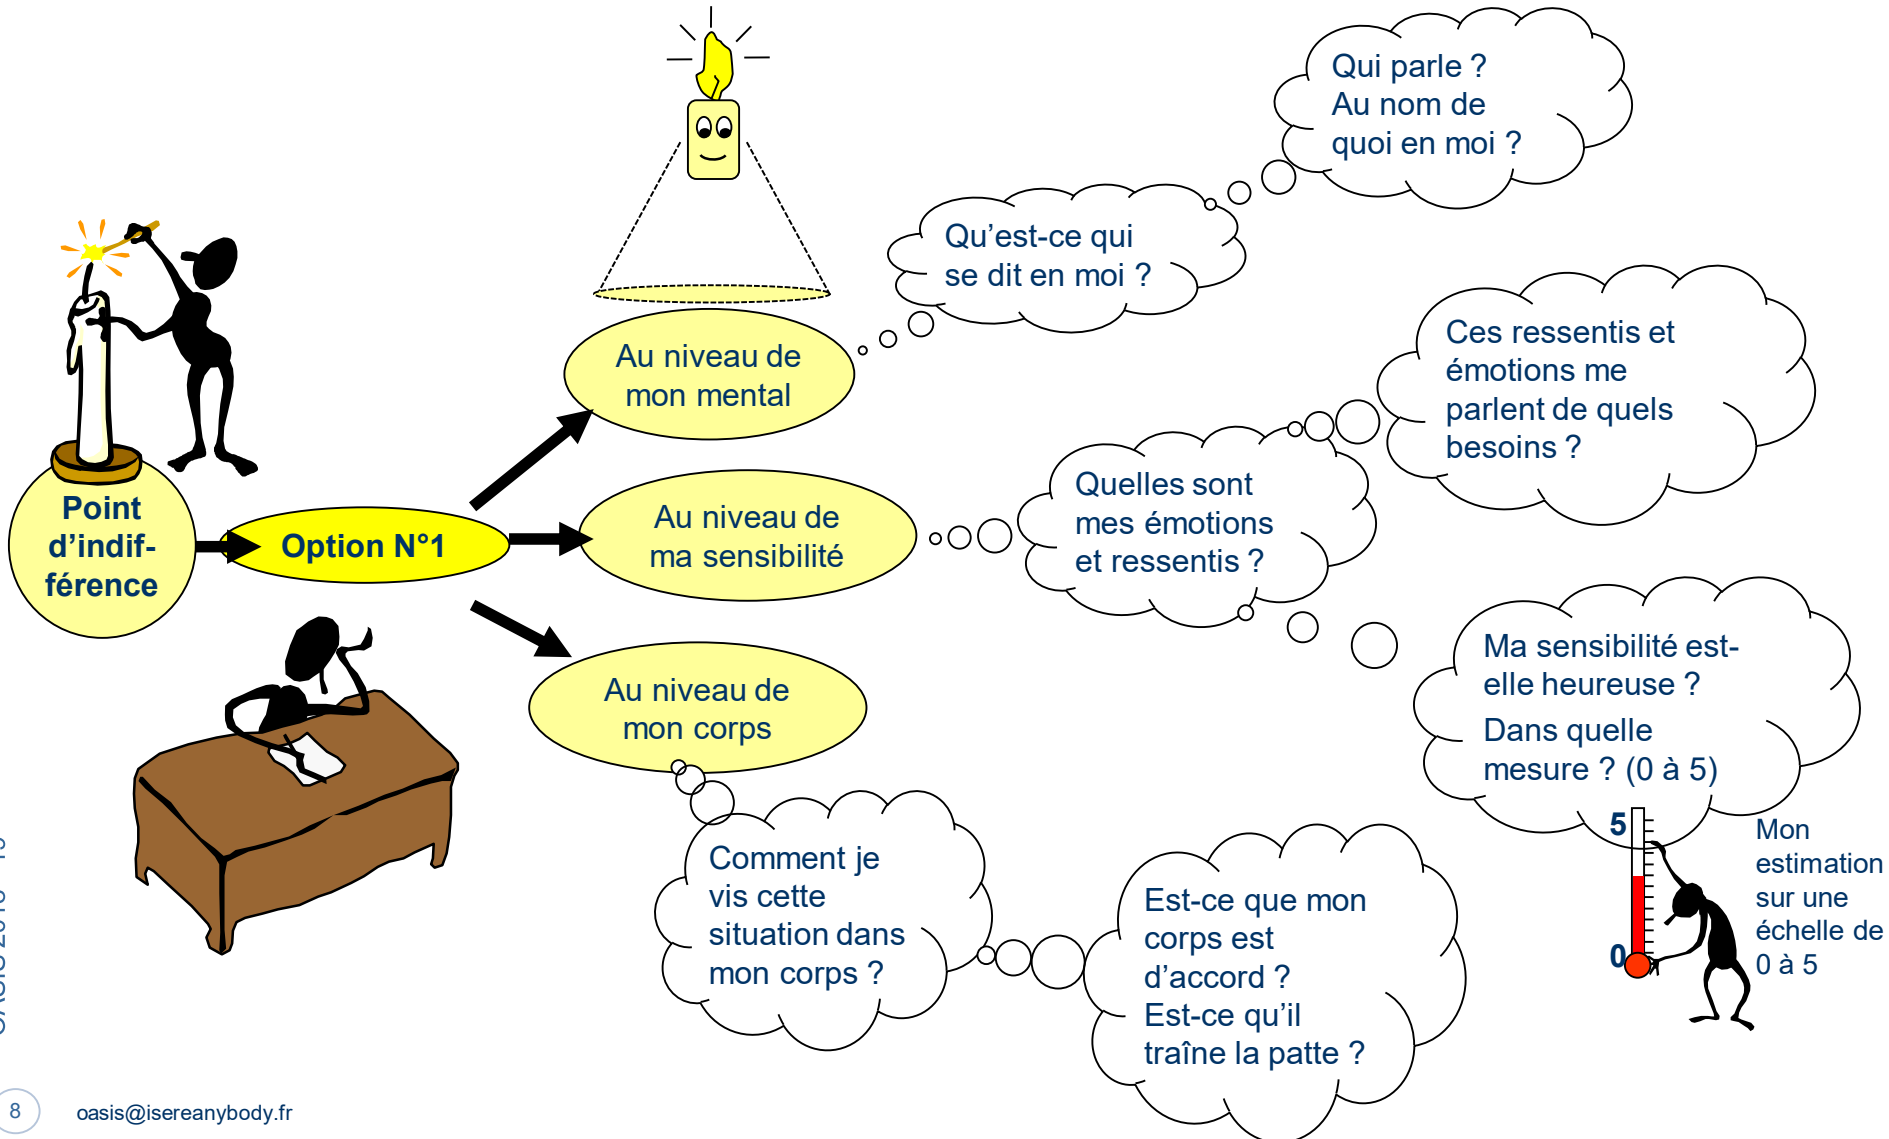 Qui parle ?
Au nom de
quoi en moi ?
Qu’est-ce qui
se dit en moi ?
Au niveau de
mon mental
Ces ressentis et
émotions me
parlent de quels
besoins ?
Quelles sont
mes émotions
et ressentis ?
Au niveau de
ma sensibilité
Point
d’indif-
férence
Option N°1
Ma sensibilité est-
elle heureuse ?
Dans quelle
mesure ? (0 à 5)
Au niveau de
mon corps
5
0
Mon
estimation
sur une
échelle de
0 à 5
Comment je
vis cette
situation dans
mon corps ?
Est-ce que mon
corps est
d’accord ?
Est-ce qu’il
traîne la patte ?
8
oasis@isereanybody.fr